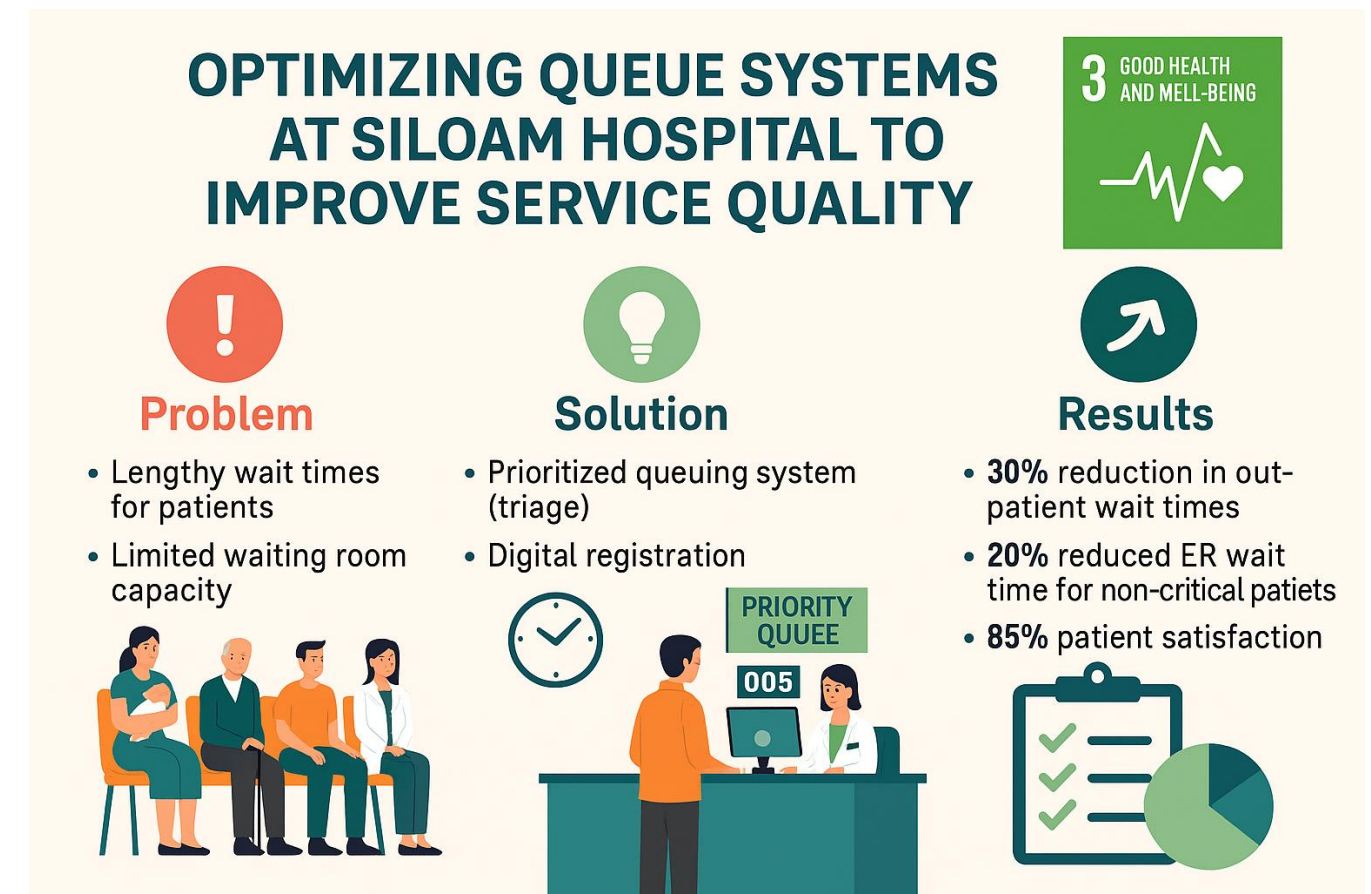 OPTIMIZING QUEUE SYSTEMS
AT SILOAM HOSPITAL TO
IMPROVE SERVICE QUALITY
3 GOOD HEALTH
AND MELL-BEING
Problem
• Lengthy wait times
for patients
• Limited waiting room
capacity
Solution
• Prioritized queuing system
(triage)
• Digital registration
PRIORITY
QUUEE
005
Results
• 30% reduction in out-
patient wait times
• 20% reduced ER wait
time for non-critical patiets
• 85% patient satisfaction